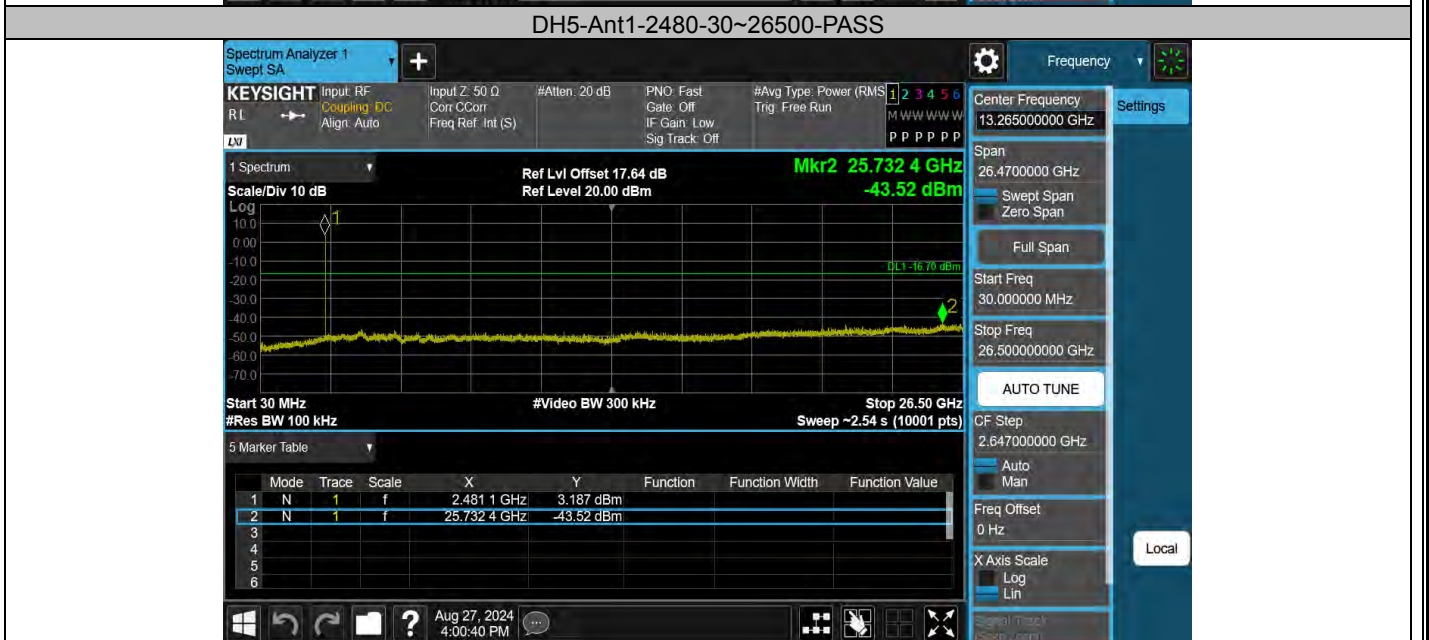 DH5-Ant1-2480-30~26500-PASS
Spectrum Analyzer 1
Swept SA
+
Frequency
KEYSIGHT
RL
LXI
Input: RF
Coupling: DC
Align: Auto
Input Z: 50 Ω
Corr CCorr
Freq Ref: Int (S)
#Atten: 20 dB
PNO: Fast
Gate: Off
IF Gain: Low
Sig Track: Off
#Avg Type: Power (RMS
Trig: Free Run
1 2 3 4 5 6
M W W W W W
P P P P P P
Center Frequency
13.265000000 GHz
Settings
Span
26.4700000 GHz
Swept Span
Zero Span
Full Span
Start Freq
30.000000 MHz
Stop Freq
26.500000000 GHz
AUTO TUNE
CF Step
2.647000000 GHz
Auto
Man
Freq Offset
0 Hz
X Axis Scale
Log
Lin
Signal Track
Local
1 Spectrum
Scale/Div 10 dB
Log
Ref Lvl Offset 17.64 dB
Ref Level 20.00 dBm
Mkr2 25.732 4 GHz
-43.52 dBm
10.0
0.00
-10.0
-20.0
-30.0
-40.0
-50.0
-60.0
-70.0
1
DL1 -16.70 dBm
2
Start 30 MHz
#Res BW 100 kHz
#Video BW 300 kHz
Stop 26.50 GHz
Sweep ~2.54 s (10001 pts)
5 Marker Table
Mode Trace Scale X Y Function Function Width Function Value
1 N 1 f 2.481 1 GHz 3.187 dBm
2 N 1 f 25.732 4 GHz -43.52 dBm
3
4
5
6
?
Aug 27, 2024
4:00:40 PM